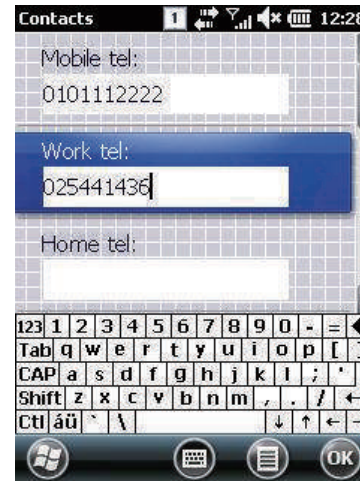 Contacts 1 12:28
Mobile tel:
0101112222
Work tel:
025441436
Home tel:
123 1 2 3 4 5 6 7 8 9 0 - =
Tab q w e r t y u i o p [
CAP a s d f g h j k l ; '
Shift z x c v b n m , . /
Ctl áü ` \
OK